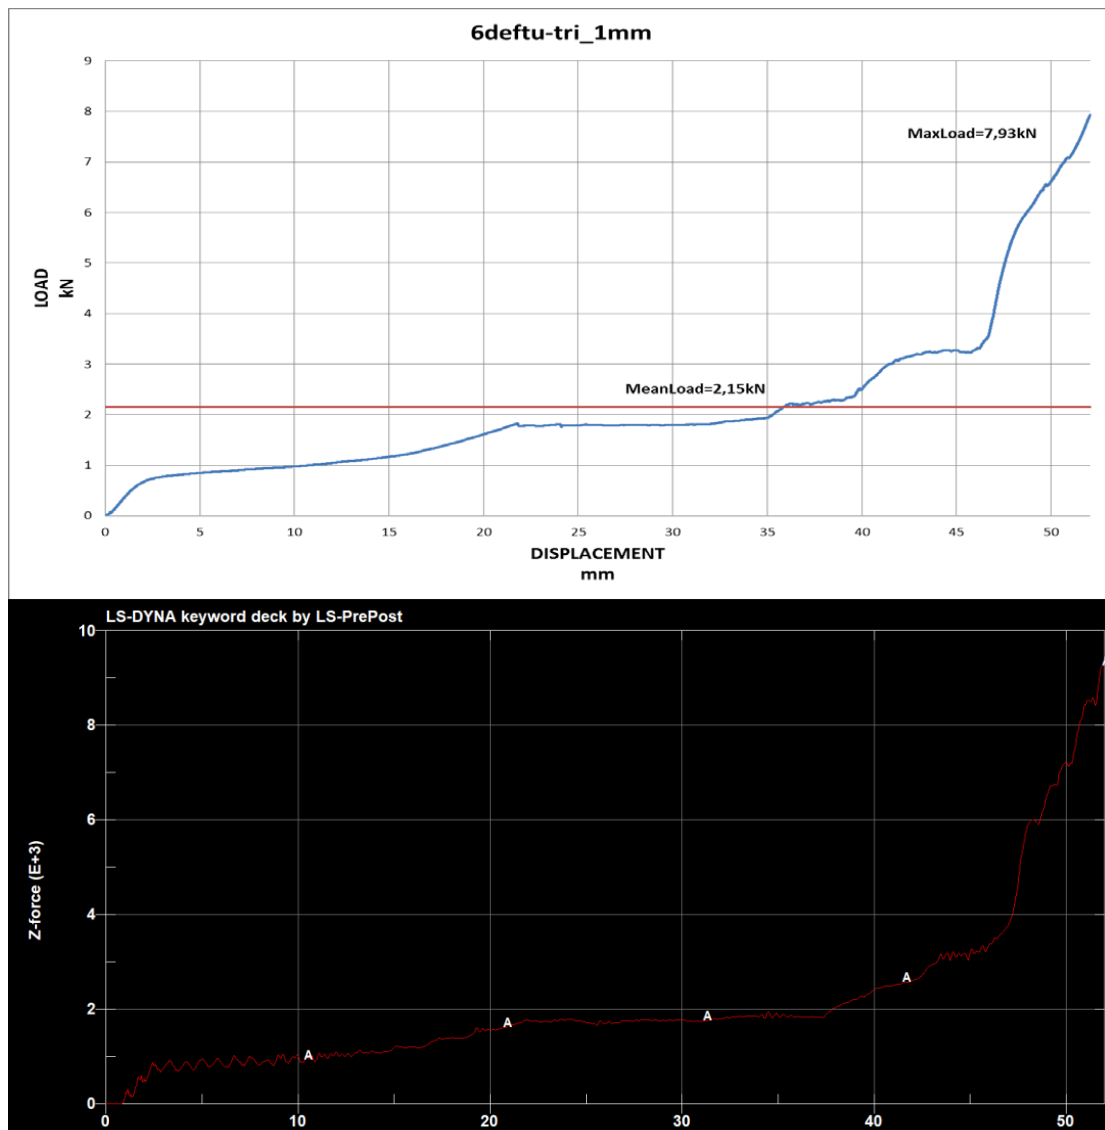 6deftu-tri_1mm
9
8
MaxLoad=7,93kN
7
6
5
LOAD
kN
4
3
MeanLoad=2,15kN
2
1
0
0 5 10 15 20 25 30 35 40 45 50
DISPLACEMENT
mm
LS-DYNA keyword deck by LS-PrePost
10
A
8
6
Z-force (E+3)
4
A
2
A A
A
0
0 10 20 30 40 50